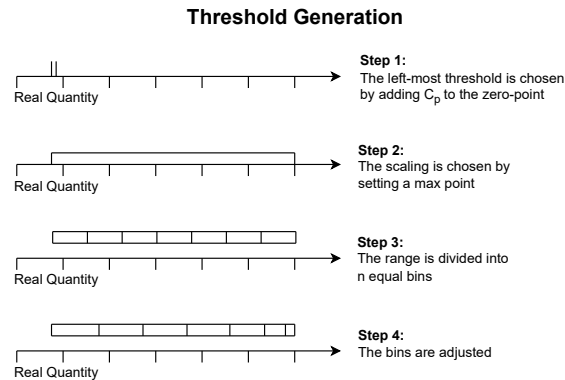 Threshold Generation
Step 1:
The left-most threshold is chosen
by adding Cp to the zero-point
Real Quantity
Step 2:
The scaling is chosen by
setting a max point
Real Quantity
Step 3:
The range is divided into
n equal bins
Real Quantity
Step 4:
The bins are adjusted
Real Quantity